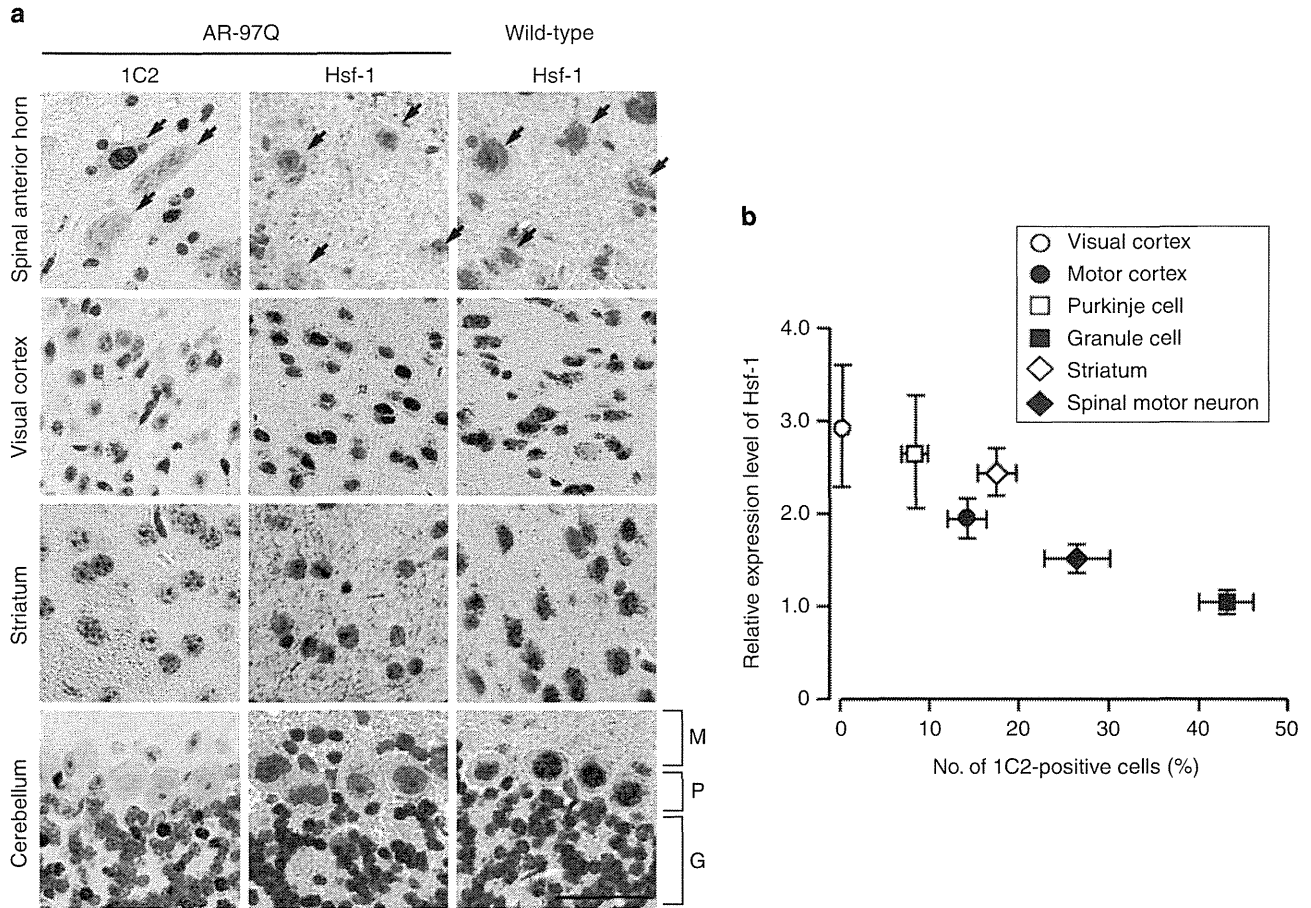 a
AR-97Q
Wild-type
1C2
Hsf-1
Hsf-1
Spinal anterior horn
Visual cortex
Striatum
Cerebellum
M
P
G
b
Visual cortex
Motor cortex
Purkinje cell
Granule cell
Striatum
Spinal motor neuron
Relative expression level of Hsf-1
4.0
3.0
2.0
1.0
0
0 10 20 30 40 50
No. of 1C2-positive cells (%)